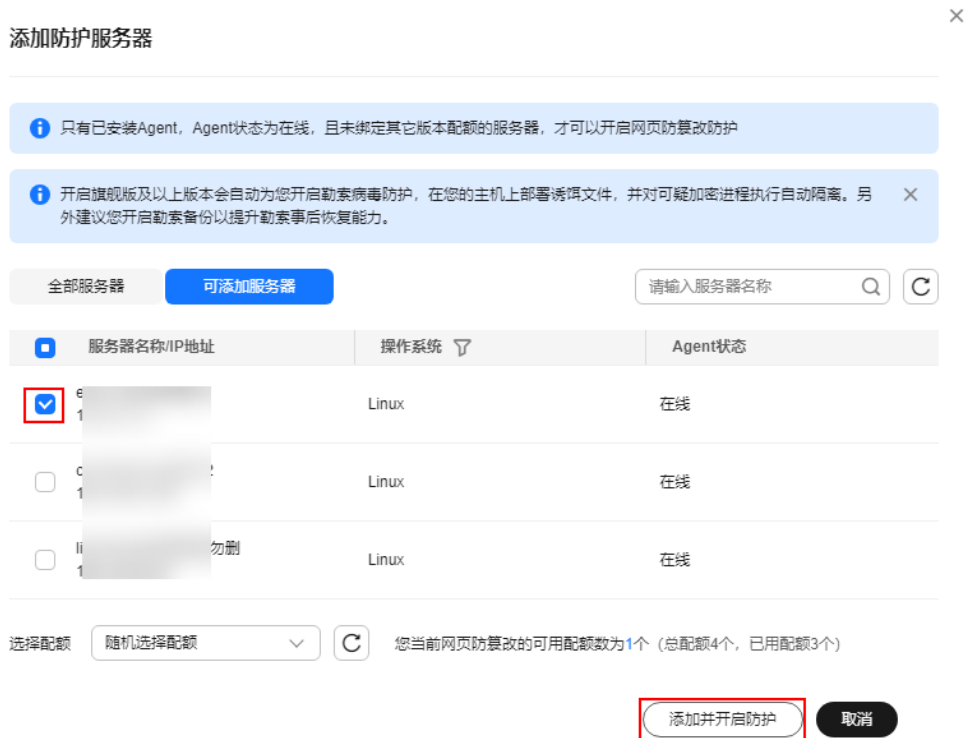 添加防护服务器
只有已安装Agent，Agent状态为在线，且未绑定其它版本配额的服务器，才可以开启网页防篡改防护
开启旗舰版及以上版本会自动为您开启勒索病毒防护，在您的主机上部署诱饵文件，并对可疑加密进程执行自动隔离。另
外建议您开启勒索备份以提升勒索事后恢复能力。
全部服务器 可添加服务器 请输入服务器名称
服务器名称/IP地址 操作系统 Agent状态
Linux 在线
Linux 在线
勿删
Linux 在线
选择配额 随机选择配额 您当前网页防篡改的可用配额数为1个（总配额4个，已用配额3个）
添加并开启防护 取消